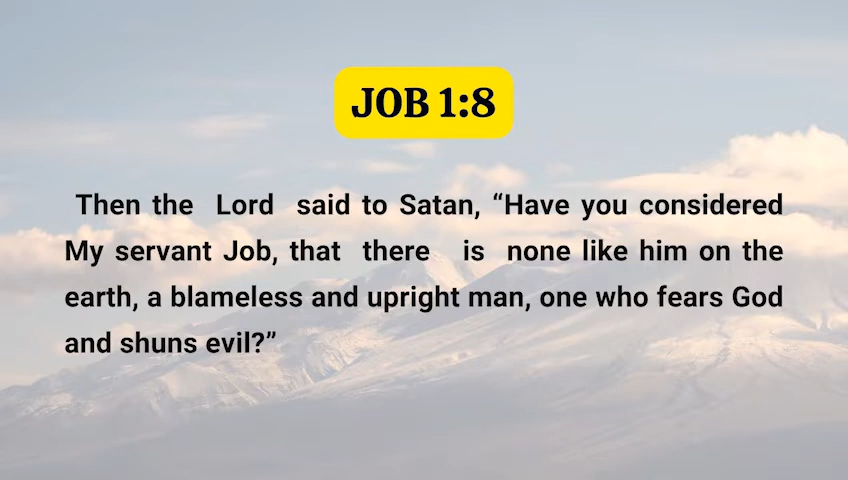 JOB 1:8
Then the Lord said to Satan, “Have you considered
My servant Job, that there is none like him on the
earth, a blameless and upright man, one who fears God
and shuns evil?”